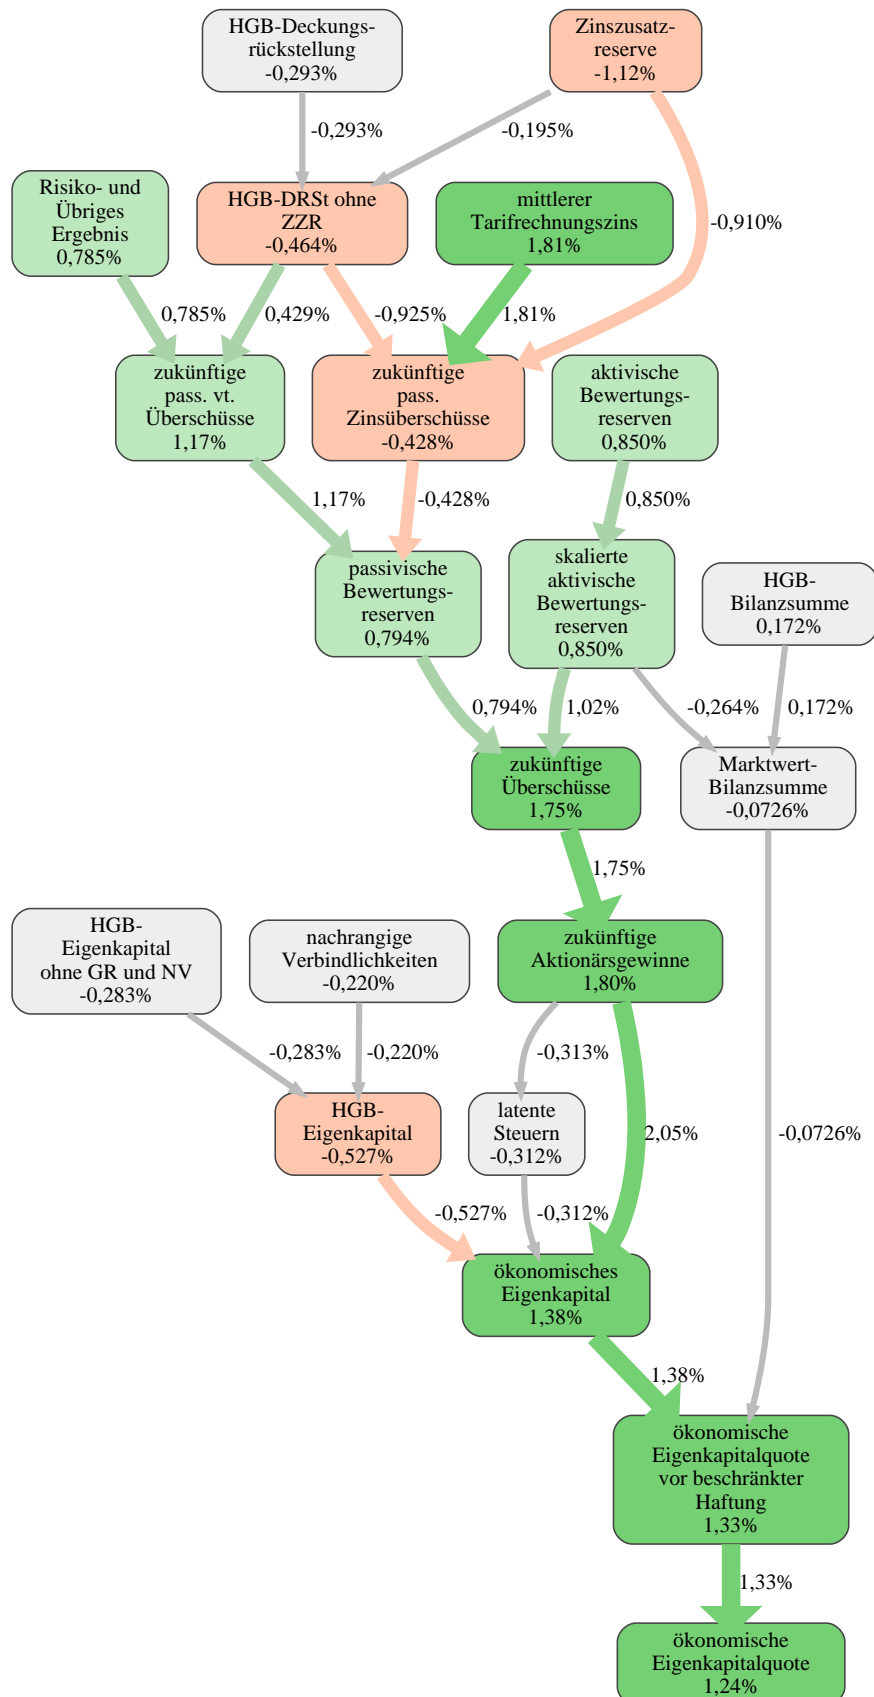 HGB-Deckungs-
rückstellung
-0,293%
Zinszusatz-
reserve
-1,12%
-0,293%
-0,195%
Risiko- und
Übriges
Ergebnis
0,785%
HGB-DRSt ohne
ZZR
-0,464%
mittlerer
Tarifrechnungszins
1,81%
-0,910%
0,785%
0,429%
-0,925%
1,81%
zukünftige
pass. vt.
Überschüsse
1,17%
zukünftige
pass.
Zinsüberschüsse
-0,428%
aktivische
Bewertungs-
reserven
0,850%
1,17%
-0,428%
0,850%
passivische
Bewertungs-
reserven
0,794%
skalierte
aktivische
Bewertungs-
reserven
0,850%
HGB-
Bilanzsumme
0,172%
0,794%
1,02%
-0,264%
0,172%
zukünftige
Überschüsse
1,75%
Marktwert-
Bilanzsumme
-0,0726%
1,75%
HGB-
Eigenkapital
ohne GR und NV
-0,283%
nachrangige
Verbindlichkeiten
-0,220%
zukünftige
Aktionärsgewinne
1,80%
-0,283%
-0,220%
-0,313%
HGB-
Eigenkapital
-0,527%
latente
Steuern
-0,312%
2,05%
-0,0726%
-0,527%
-0,312%
ökonomisches
Eigenkapital
1,38%
1,38%
ökonomische
Eigenkapitalquote
vor beschränkter
Haftung
1,33%
1,33%
ökonomische
Eigenkapitalquote
1,24%